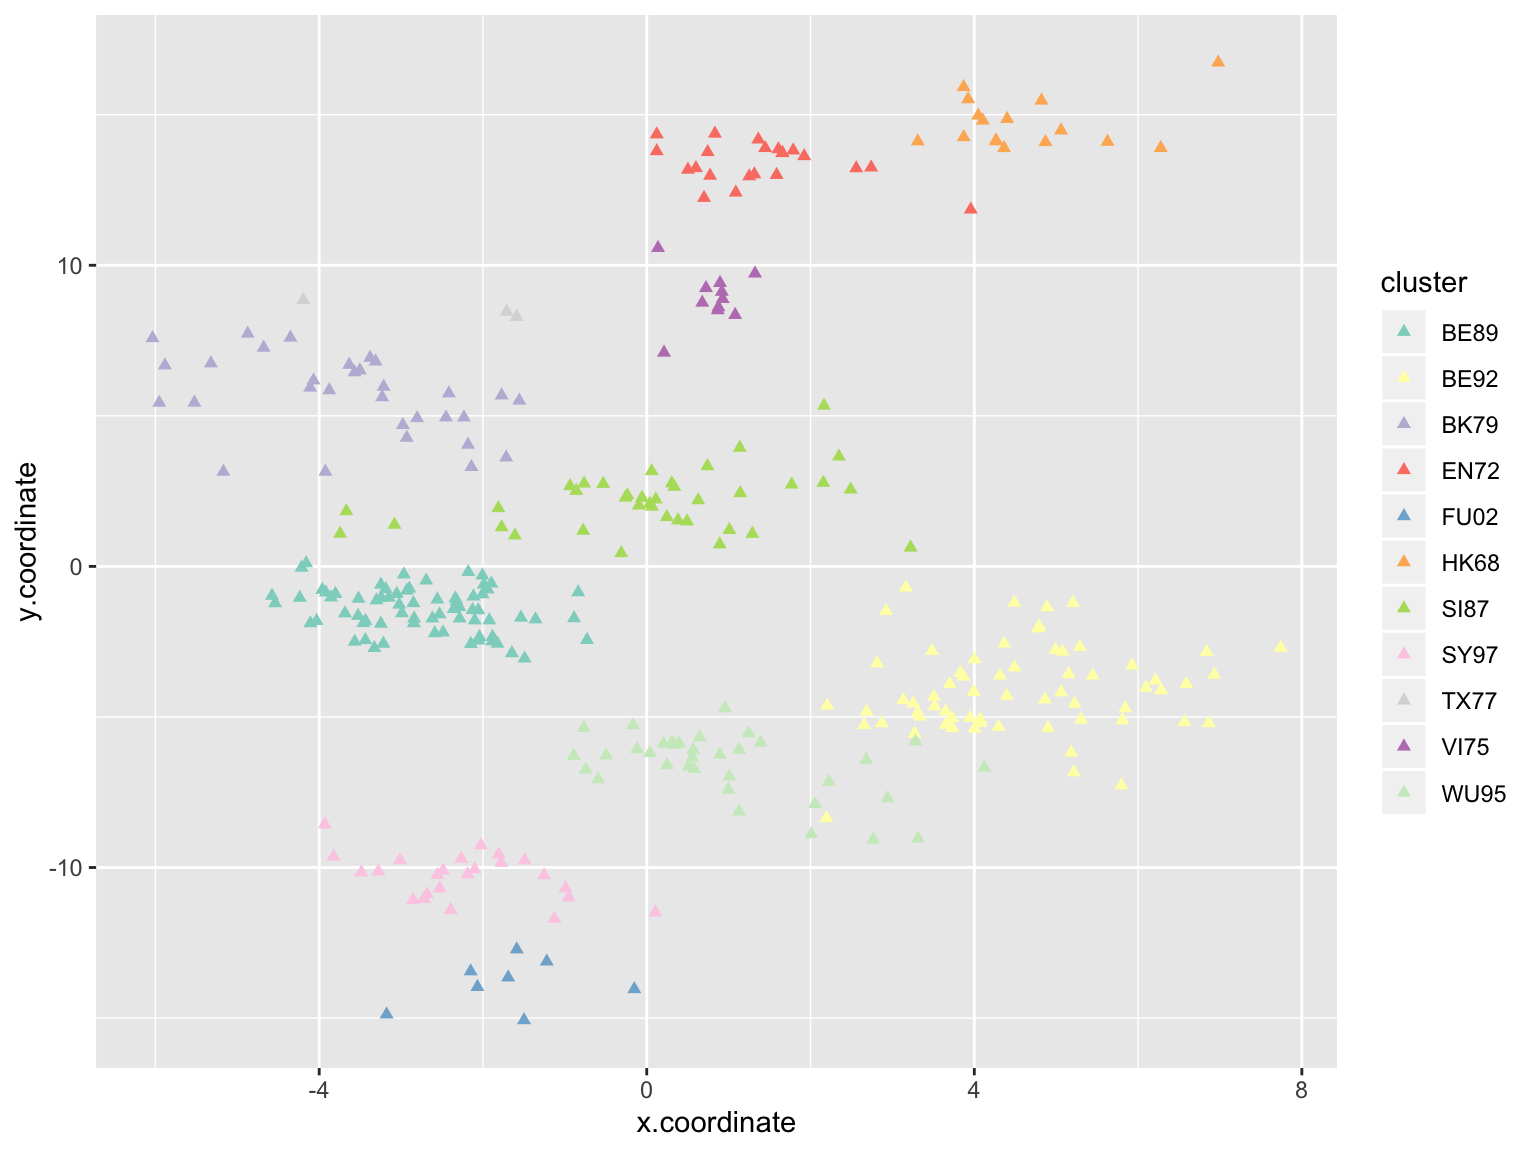 10
0
-10
-4
0
4
8
x.coordinate
y.coordinate
cluster
BE89
BE92
BK79
EN72
FU02
HK68
SI87
SY97
TX77
VI75
WU95